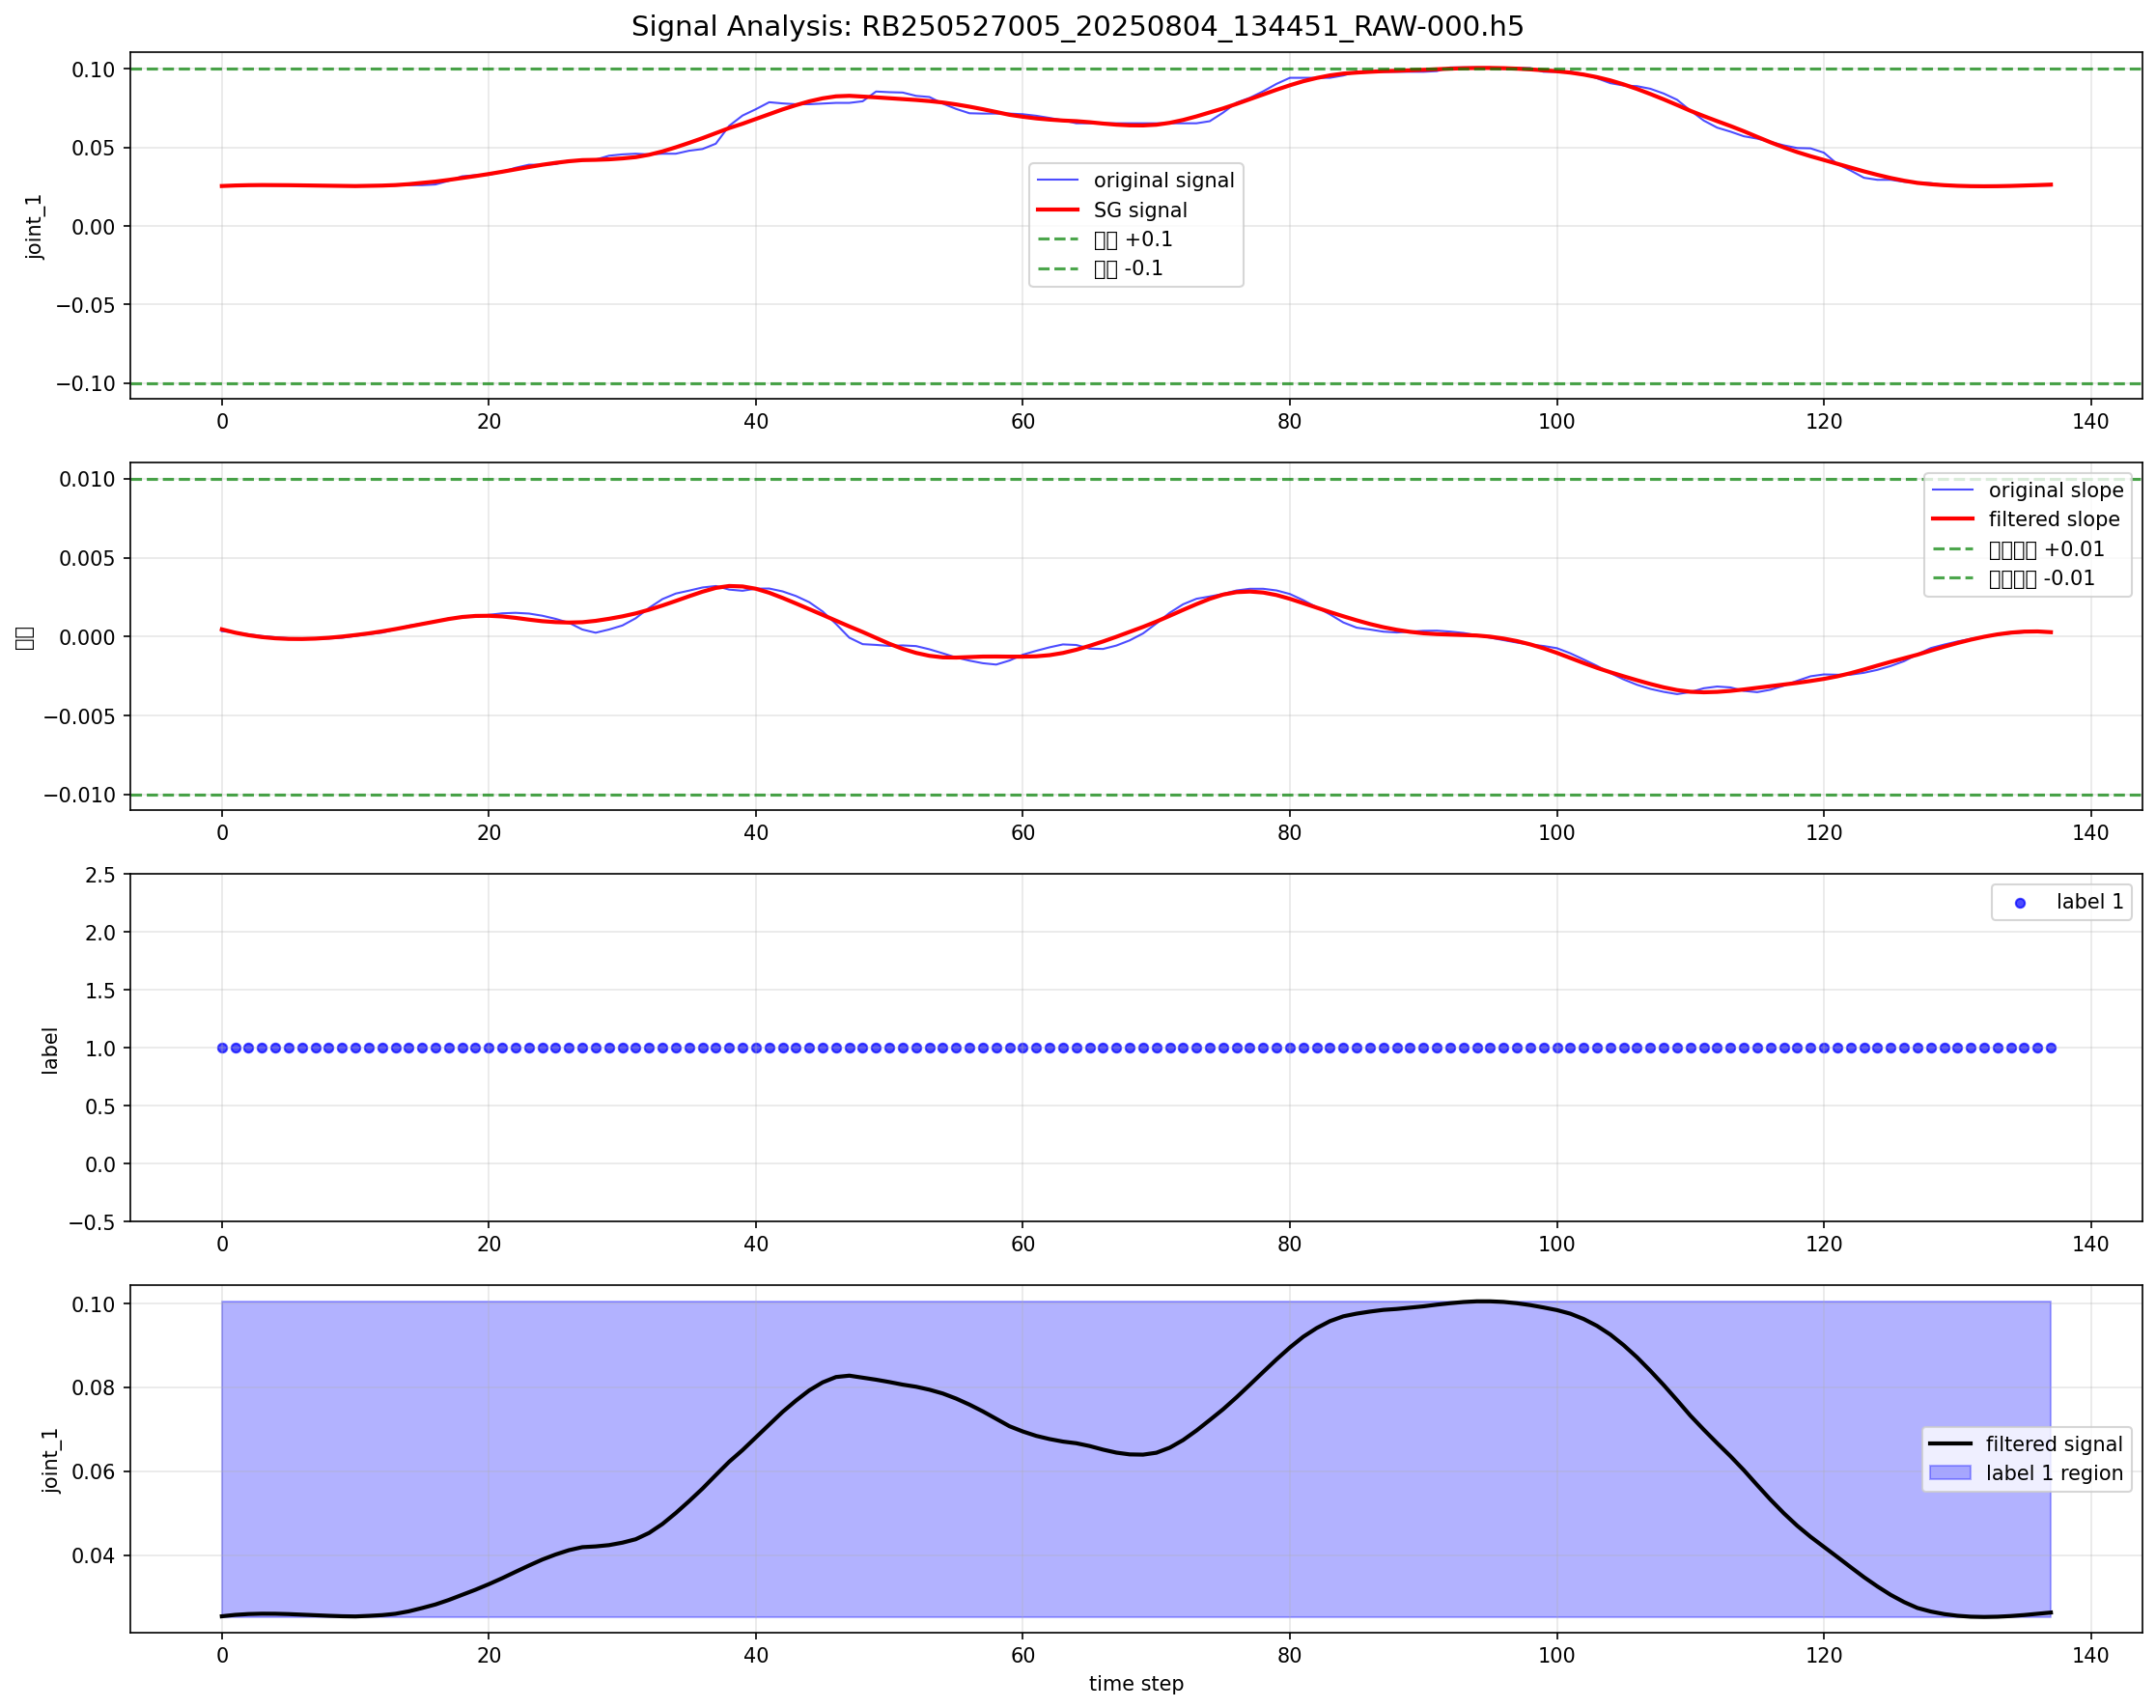 Signal Analysis: RB250527005_20250804_134451_RAW-000.h5
0.10
0.05
0.00
−0.05
−0.10
joint_1
original signal
SG signal
+0.1
-0.1
0 20 40 60 80 100 120 140
0.010
0.005
0.000
−0.005
−0.010
original slope
filtered slope
+0.01
-0.01
0 20 40 60 80 100 120 140
2.5
2.0
1.5
1.0
0.5
0.0
−0.5
label
label 1
0 20 40 60 80 100 120 140
0.10
0.08
0.06
0.04
joint_1
filtered signal
label 1 region
0 20 40 60 80 100 120 140
time step